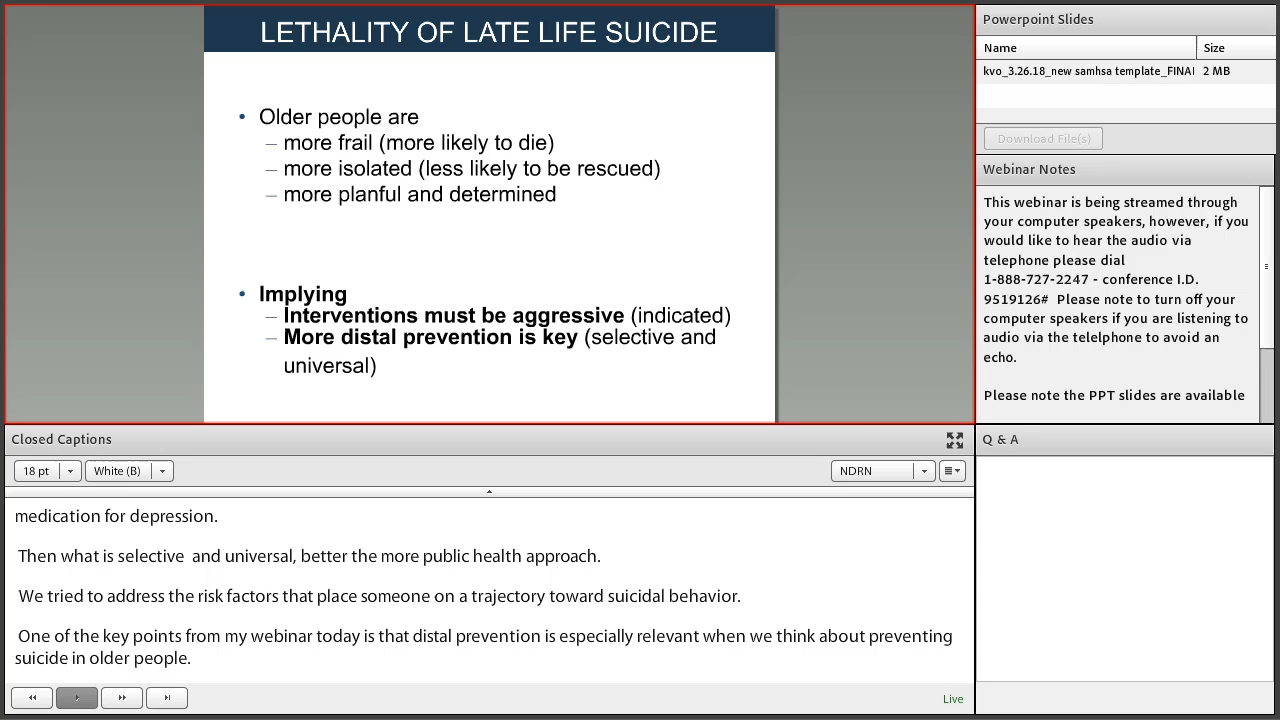 LETHALITY OF LATE LIFE SUICIDE
• Older people are
– more frail (more likely to die)
– more isolated (less likely to be rescued)
– more planful and determined
• Implying
– Interventions must be aggressive (indicated)
– More distal prevention is key (selective and
universal)
Powerpoint Slides
Name Size
kvo_3.26.18_new samhsa template_FINAl 2 MB
Download File(s)
Webinar Notes
This webinar is being streamed through
your computer speakers, however, if you
would like to hear the audio via
telephone please dial
1-888-727-2247 - conference I.D.
9519126# Please note to turn off your
computer speakers if you are listening to
audio via the telelphone to avoid an
echo.
Please note the PPT slides are available
Closed Captions
18 pt White (B) NDRN
medication for depression.
Then what is selective and universal, better the more public health approach.
We tried to address the risk factors that place someone on a trajectory toward suicidal behavior.
One of the key points from my webinar today is that distal prevention is especially relevant when we think about preventing
suicide in older people.
Live
Q & A